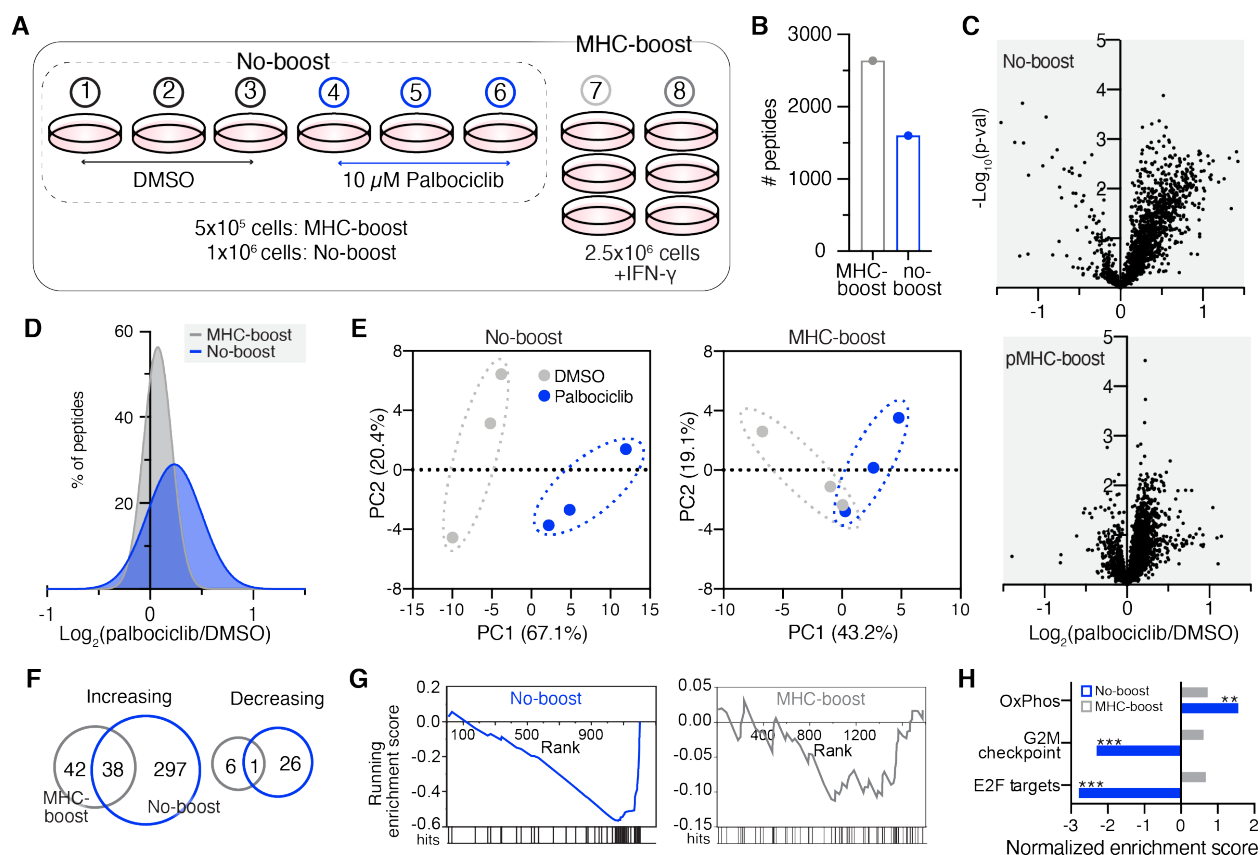 A
No-boost
MHC-boost
1
2
3
4
5
6
7
8
DMSO
10 µM Palbociclib
5x10⁵ cells: MHC-boost
1x10⁶ cells: No-boost
2.5x10⁶ cells
+IFN-γ
B
# peptides
3000
2000
1000
0
MHC-
boost
no-
boost
C
No-boost
-Log₁₀(p-val)
5
4
3
2
-1
0
1
pMHC-boost
5
4
3
2
-1
0
1
Log₂(palbociclib/DMSO)
D
MHC-boost
No-boost
% of peptides
60
40
20
-1
0
1
Log₂(palbociclib/DMSO)
E
No-boost
DMSO
Palbociclib
PC2 (20.4%)
8
4
0
-4
-8
-15
-10
-5
0
5
10
15
PC1 (67.1%)
MHC-boost
PC2 (19.1%)
8
4
0
-4
-8
-10
-5
0
5
10
PC1 (43.2%)
F
Increasing
42
38
297
MHC-
boost
No-boost
Decreasing
6
1
26
G
Running
enrichment score
No-boost
0.2
0.0
-0.2
-0.4
-0.6
100
500
900
Rank
hits
MHC-boost
0.05
0.00
-0.05
-0.10
-0.15
400
800
1200
Rank
hits
H
No-boost
MHC-boost
OxPhos
**
G2M
checkpoint
***
E2F targets
***
-3
-2
-1
0
1
2
Normalized enrichment score